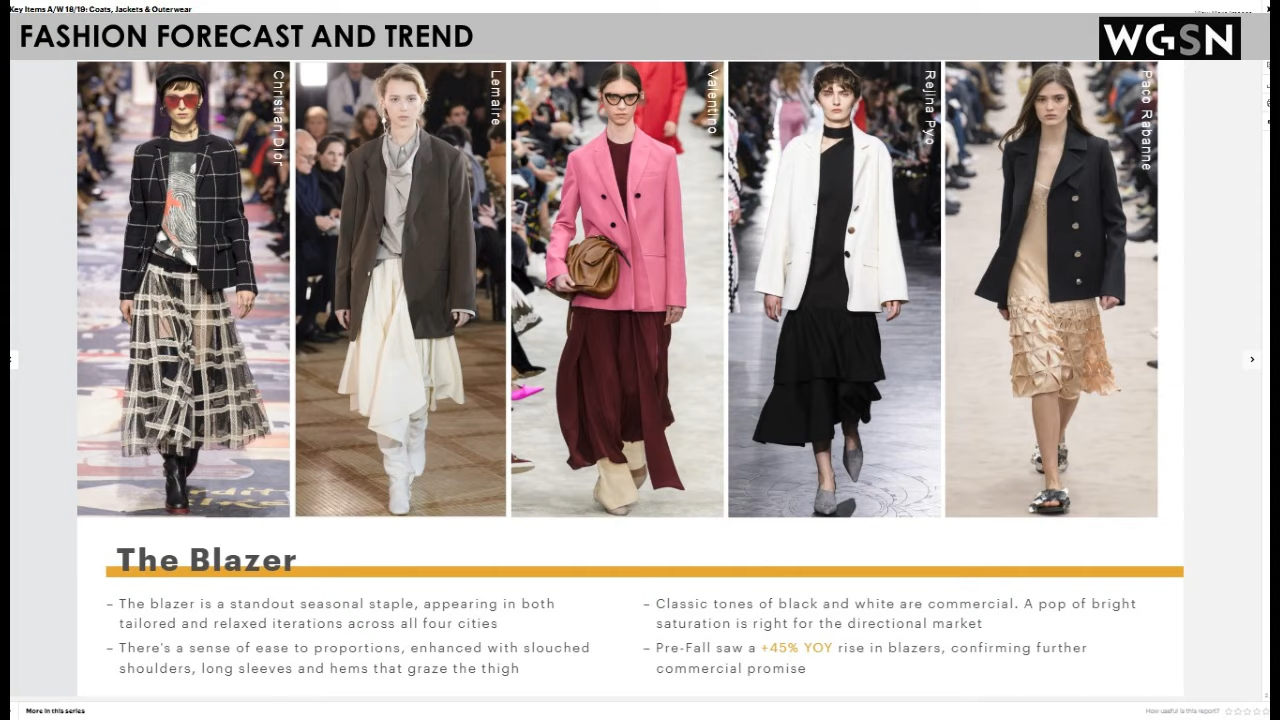 Key Items A/W 18/19: Coats, Jackets & Outerwear
FASHION FORECAST AND TREND
WGSN
Christian Dior
Lemaire
Valentino
Rejina Pyo
Paco Rabanne
The Blazer
– The blazer is a standout seasonal staple, appearing in both
tailored and relaxed iterations across all four cities
– There's a sense of ease to proportions, enhanced with slouched
shoulders, long sleeves and hems that graze the thigh
– Classic tones of black and white are commercial. A pop of bright
saturation is right for the directional market
– Pre-Fall saw a +45% YOY rise in blazers, confirming further
commercial promise
More in this series
How useful is this report?